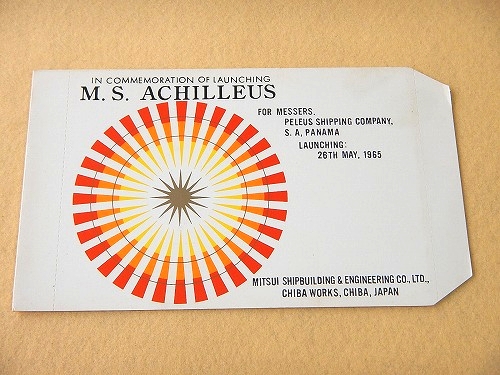 IN COMMEMORATION OF LAUNCHING
M. S. ACHILLEUS
FOR MESSERS,
PELEUS SHIPPING COMPANY,
S. A, PANAMA
LAUNCHING:
26TH MAY, 1965
MITSUI SHIPBUILDING & ENGINEERING CO., LTD.,
CHIBA WORKS, CHIBA, JAPAN